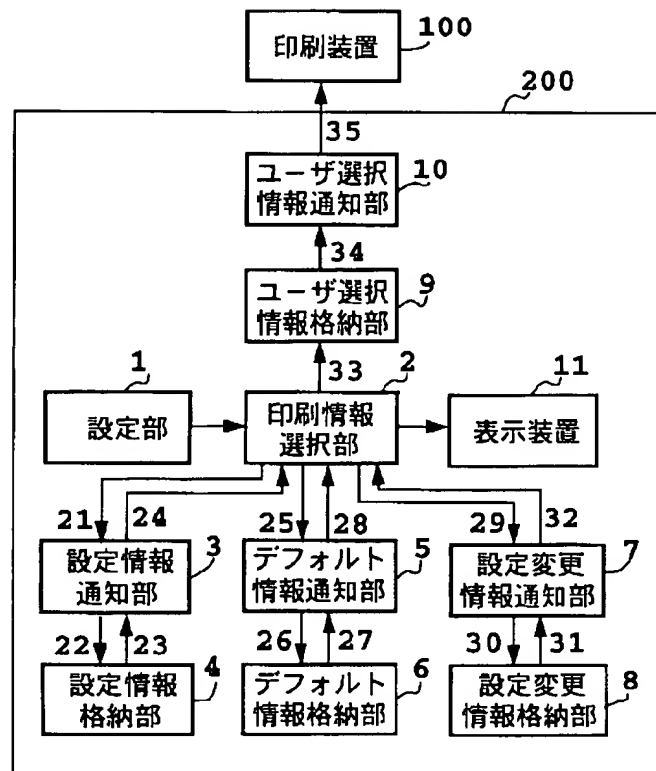 印刷装置
100
200
35
ユーザ選択
情報通知部
10
34
ユーザ選択
情報格納部
9
33
1
2
11
設定部
印刷情報
選択部
表示装置
21
24
25
28
29
32
設定情報
通知部
3
デフォルト
情報通知部
5
設定変更
情報通知部
7
22
23
26
27
30
31
設定情報
格納部
4
デフォルト
情報格納部
6
設定変更
情報格納部
8